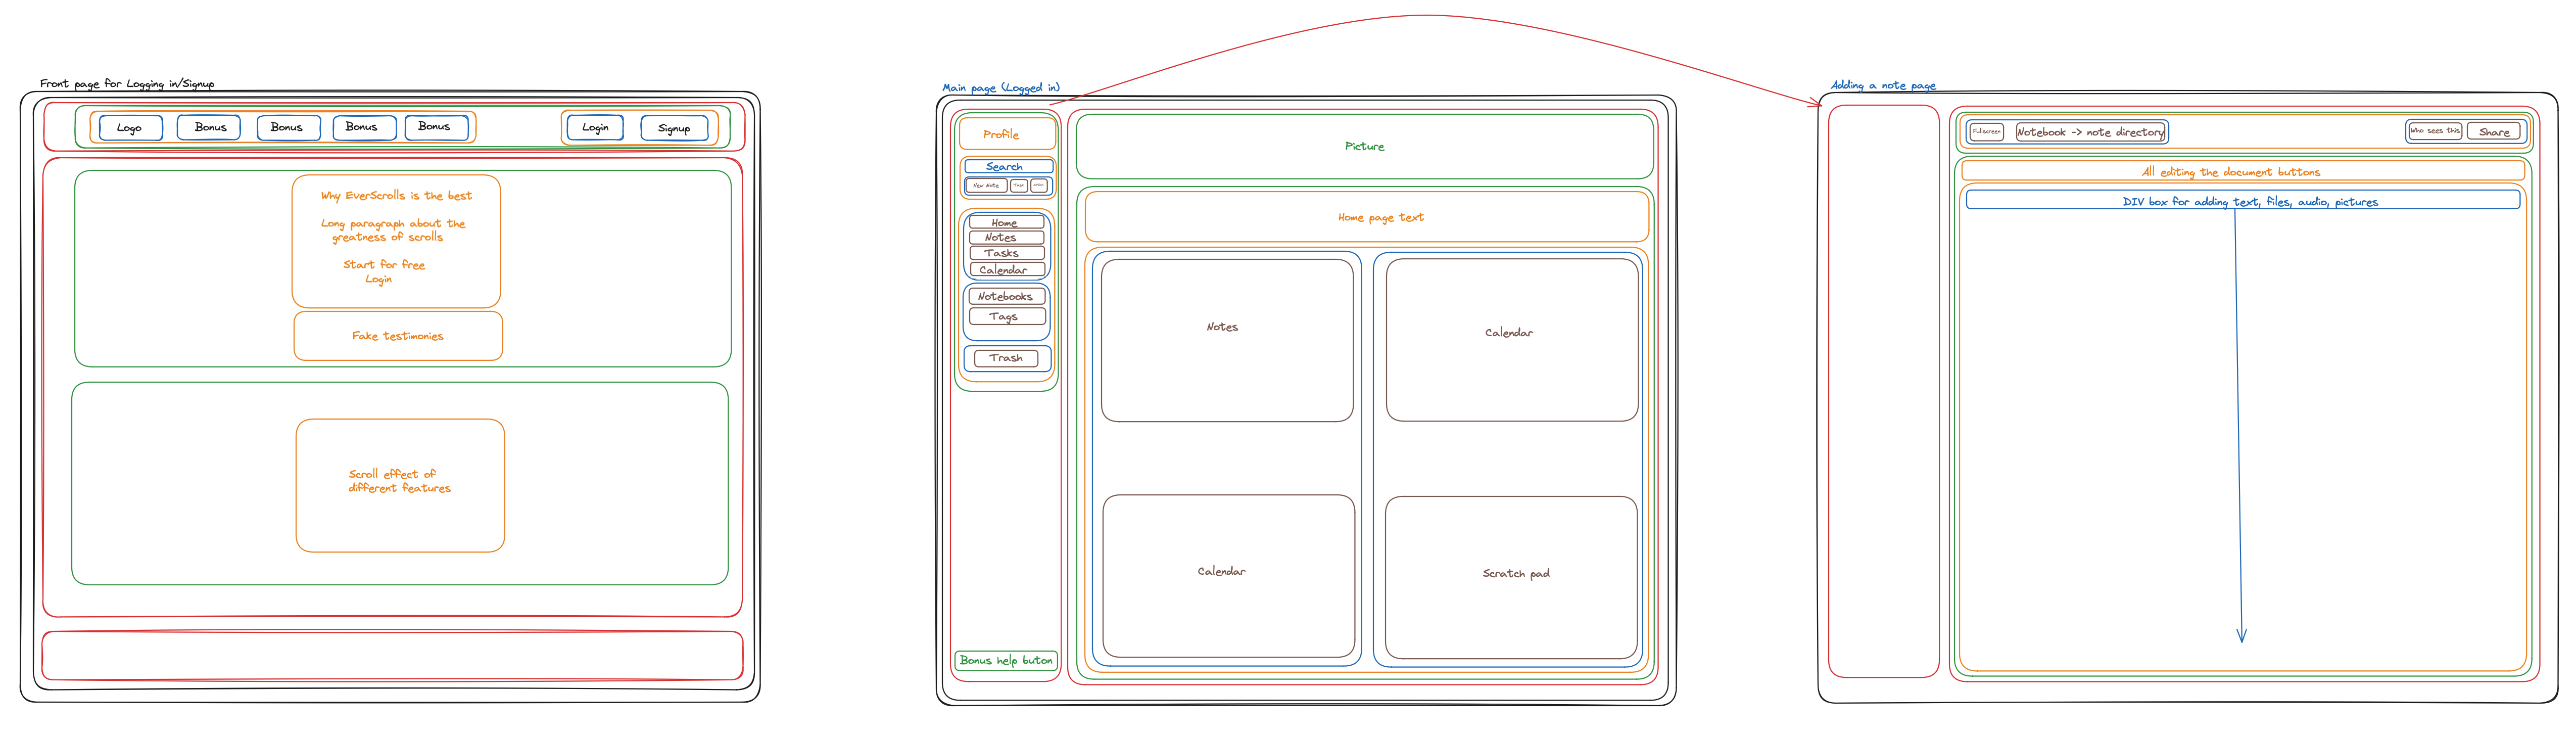 Front page for Logging in/Signup
Logo
Bonus
Bonus
Bonus
Bonus
Login
Signup
Why EverScrolls is the best
Long paragraph about the
greatness of scrolls
Start for free
Login
Fake testimonies
Scroll effect of
different features
Main page (Logged in)
Profile
Search
New Note
Task
Home
Notes
Tasks
Calendar
Notebooks
Tags
Trash
Bonus help buton
Picture
Home page text
Notes
Calendar
Calendar
Scratch pad
Adding a note page
Fullscreen
Notebook -> note directory
Who sees this
Share
All editing the document buttons
DIV box for adding text, files, audio, pictures